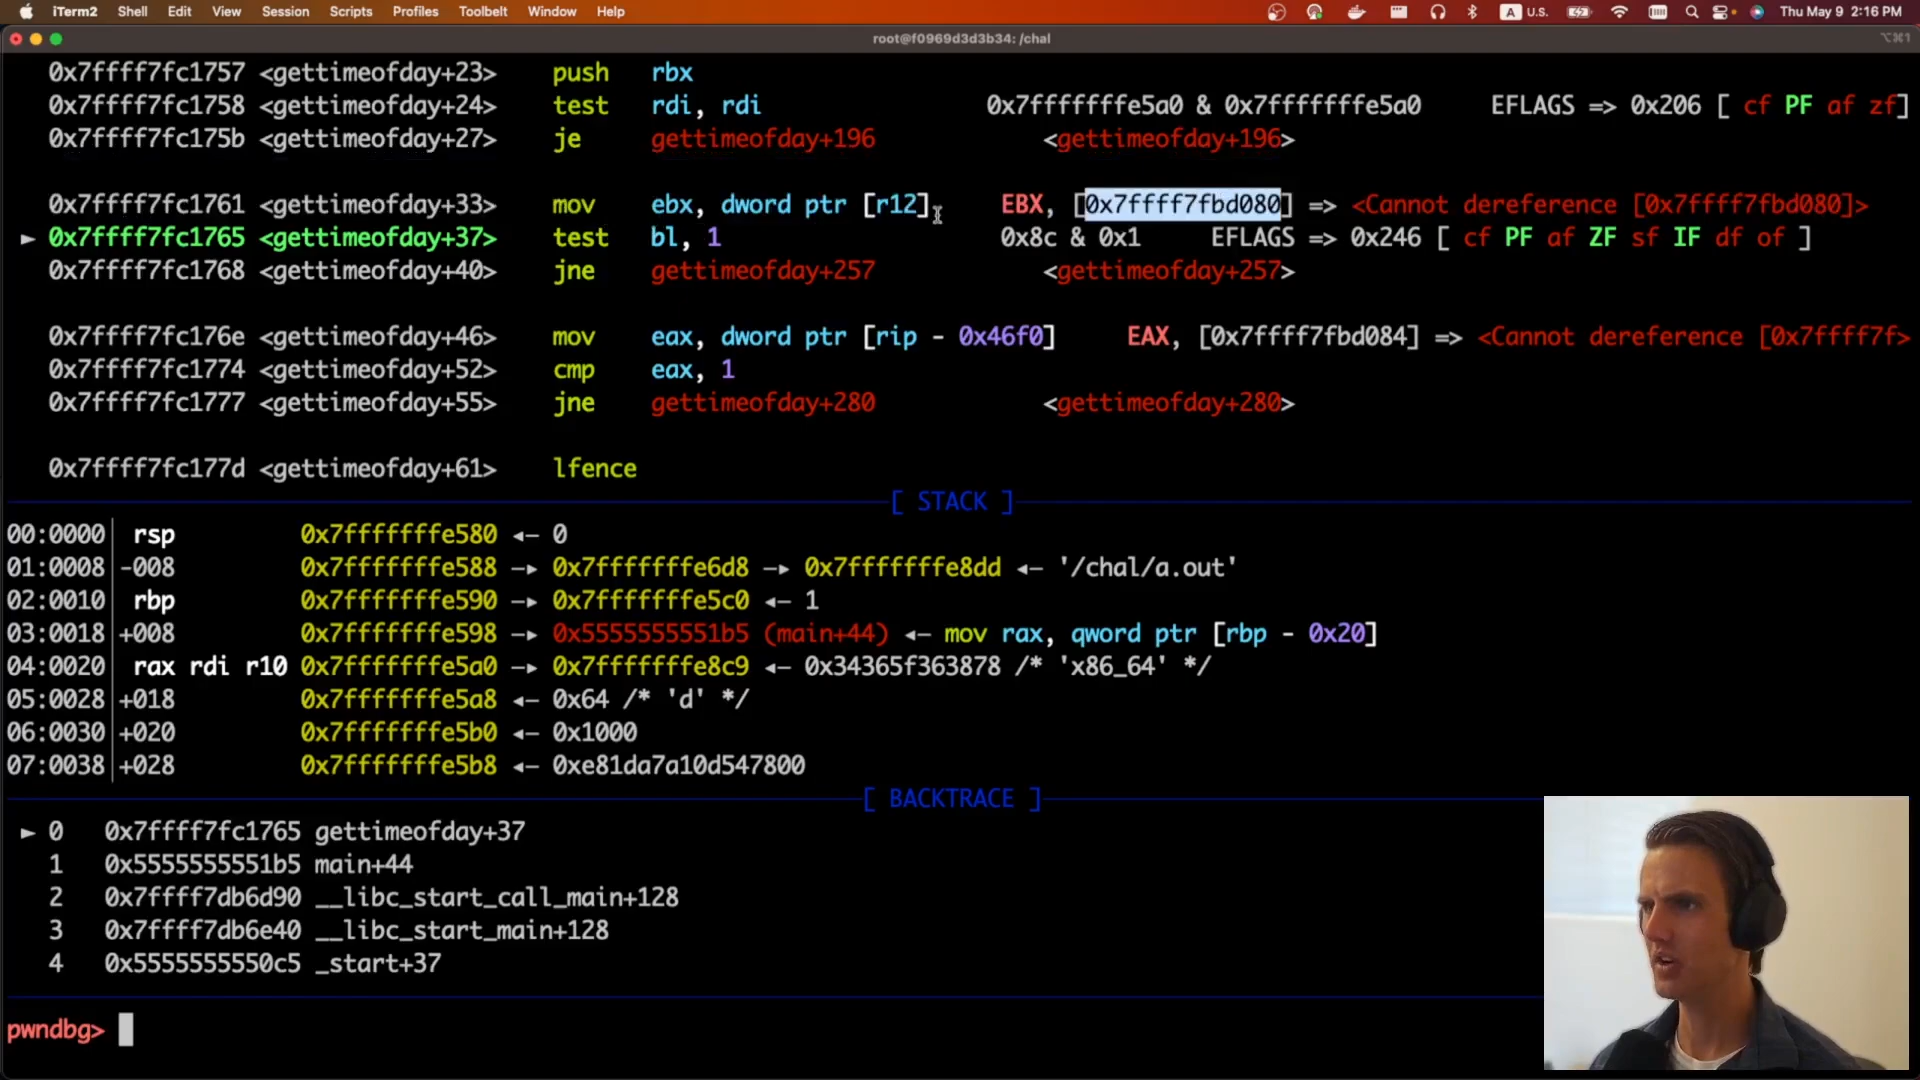 iTerm2 Shell Edit View Session Scripts Profiles Toolbelt Window Help A U.S. Thu May 9 2:16 PM
root@f0969d3d3b34: /chal ⌥⌘1
0x7ffff7fc1757 <gettimeofday+23> push rbx
0x7ffff7fc1758 <gettimeofday+24> test rdi, rdi 0x7fffffffe5a0 & 0x7fffffffe5a0 EFLAGS => 0x206 [ cf PF af zf]
0x7ffff7fc175b <gettimeofday+27> je gettimeofday+196 <gettimeofday+196>
0x7ffff7fc1761 <gettimeofday+33> mov ebx, dword ptr [r12] EBX, [0x7ffff7fbd080] => <Cannot dereference [0x7ffff7fbd080]>
► 0x7ffff7fc1765 <gettimeofday+37> test bl, 1 0x8c & 0x1 EFLAGS => 0x246 [ cf PF af ZF sf IF df of ]
0x7ffff7fc1768 <gettimeofday+40> jne gettimeofday+257 <gettimeofday+257>
0x7ffff7fc176e <gettimeofday+46> mov eax, dword ptr [rip - 0x46f0] EAX, [0x7ffff7fbd084] => <Cannot dereference [0x7ffff7f>
0x7ffff7fc1774 <gettimeofday+52> cmp eax, 1
0x7ffff7fc1777 <gettimeofday+55> jne gettimeofday+280 <gettimeofday+280>
0x7ffff7fc177d <gettimeofday+61> lfence
[ STACK ]
00:0000│ rsp 0x7fffffffe580 ◂— 0
01:0008│-008 0x7fffffffe588 —▸ 0x7fffffffe6d8 —▸ 0x7fffffffe8dd ◂— '/chal/a.out'
02:0010│ rbp 0x7fffffffe590 —▸ 0x7fffffffe5c0 ◂— 1
03:0018│+008 0x7fffffffe598 —▸ 0x5555555551b5 (main+44) ◂— mov rax, qword ptr [rbp - 0x20]
04:0020│ rax rdi r10 0x7fffffffe5a0 —▸ 0x7fffffffe8c9 ◂— 0x34365f363878 /* 'x86_64' */
05:0028│+018 0x7fffffffe5a8 ◂— 0x64 /* 'd' */
06:0030│+020 0x7fffffffe5b0 ◂— 0x1000
07:0038│+028 0x7fffffffe5b8 ◂— 0xe81da7a10d547800
[ BACKTRACE ]
► 0 0x7ffff7fc1765 gettimeofday+37
1 0x5555555551b5 main+44
2 0x7ffff7db6d90 __libc_start_call_main+128
3 0x7ffff7db6e40 __libc_start_main+128
4 0x5555555550c5 _start+37
pwndbg>